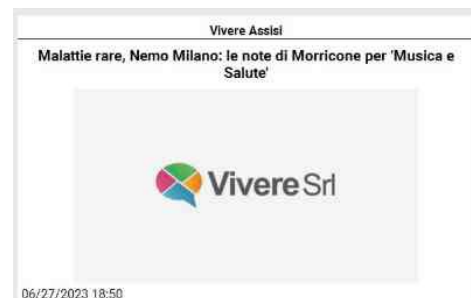 Vivere Assisi
Malattie rare, Nemo Milano: le note di Morricone per 'Musica e
Salute'
Vivere Srl
06/27/2023 18:50